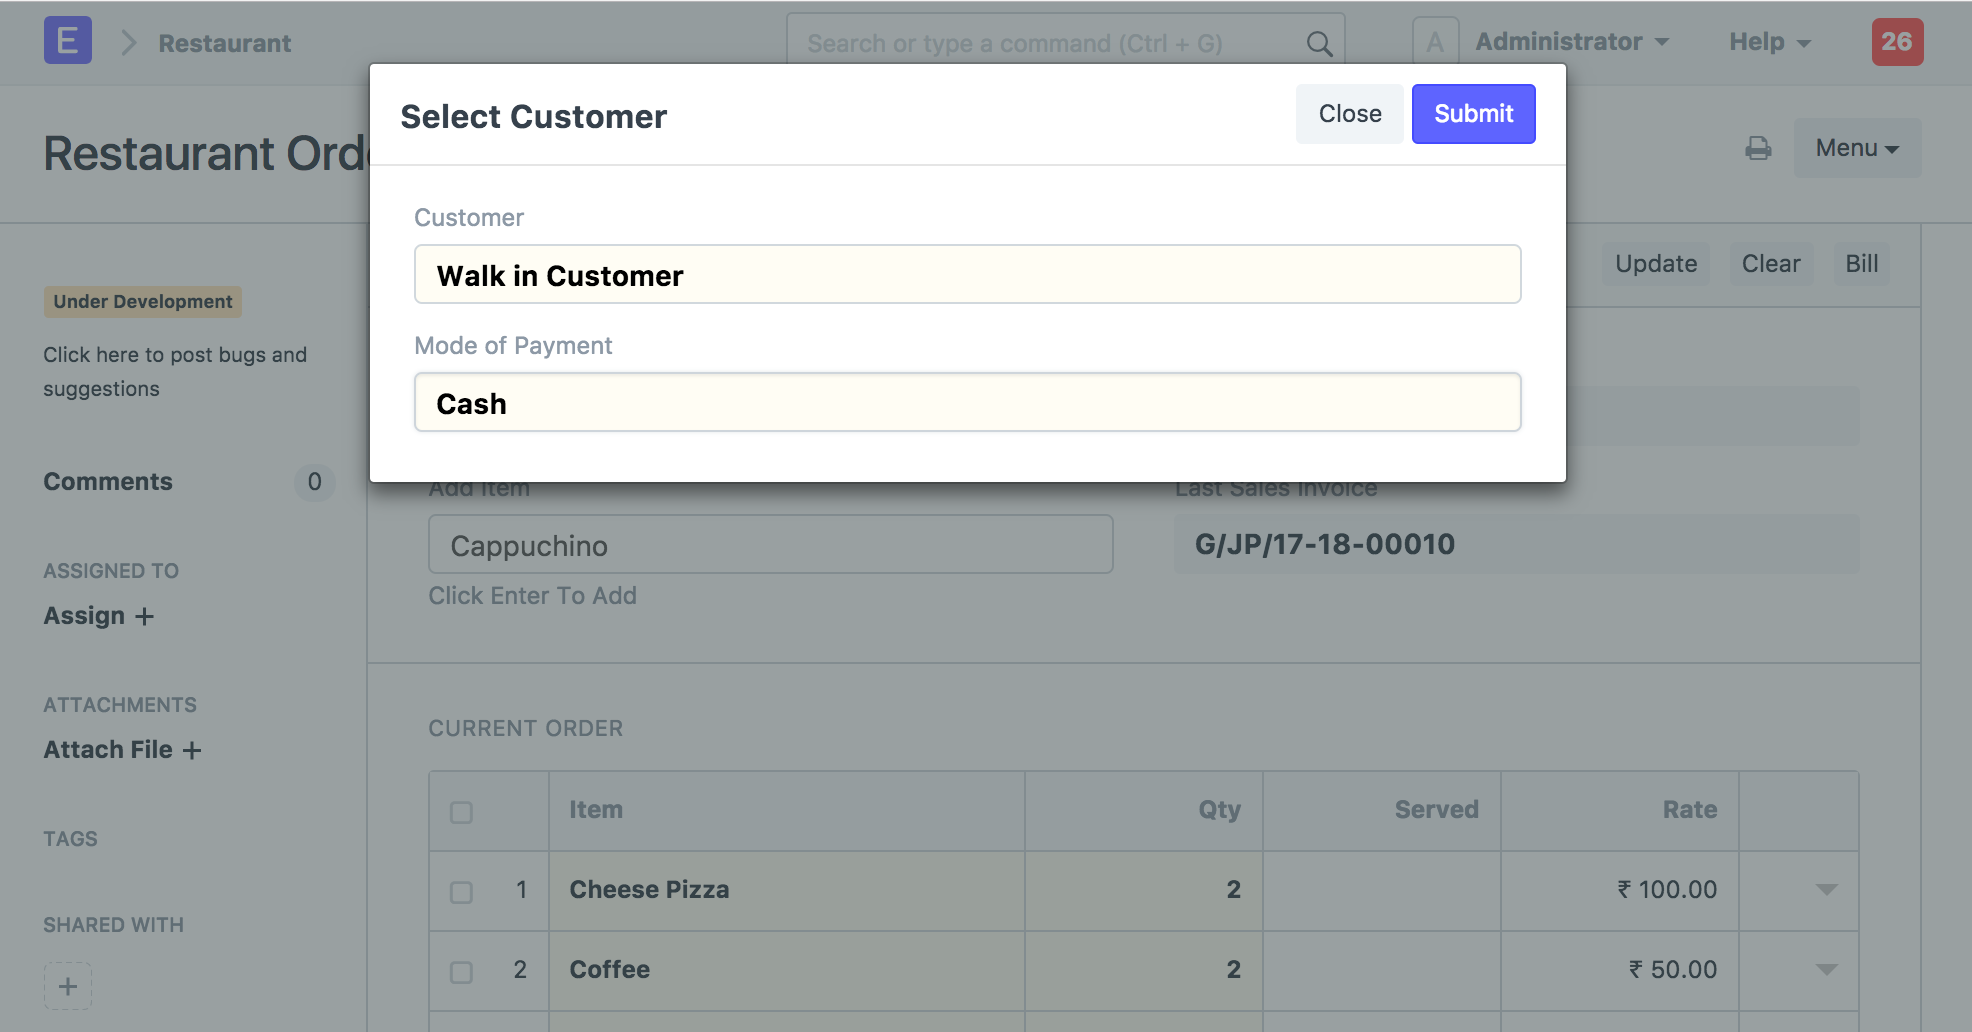 E
Restaurant
Search or type a command (Ctrl + G)
A
Administrator
Help
26
Select Customer
Close
Submit
Restaurant Ord
Menu
Customer
Walk in Customer
Mode of Payment
Cash
Update
Clear
Bill
Under Development
Click here to post bugs and
suggestions
Comments
0
Add Item
Last Sales Invoice
Cappuchino
G/JP/17-18-00010
Click Enter To Add
ASSIGNED TO
Assign +
ATTACHMENTS
Attach File +
TAGS
SHARED WITH
+
CURRENT ORDER
Item Qty Served Rate
1 Cheese Pizza 2 ₹ 100.00
2 Coffee 2 ₹ 50.00